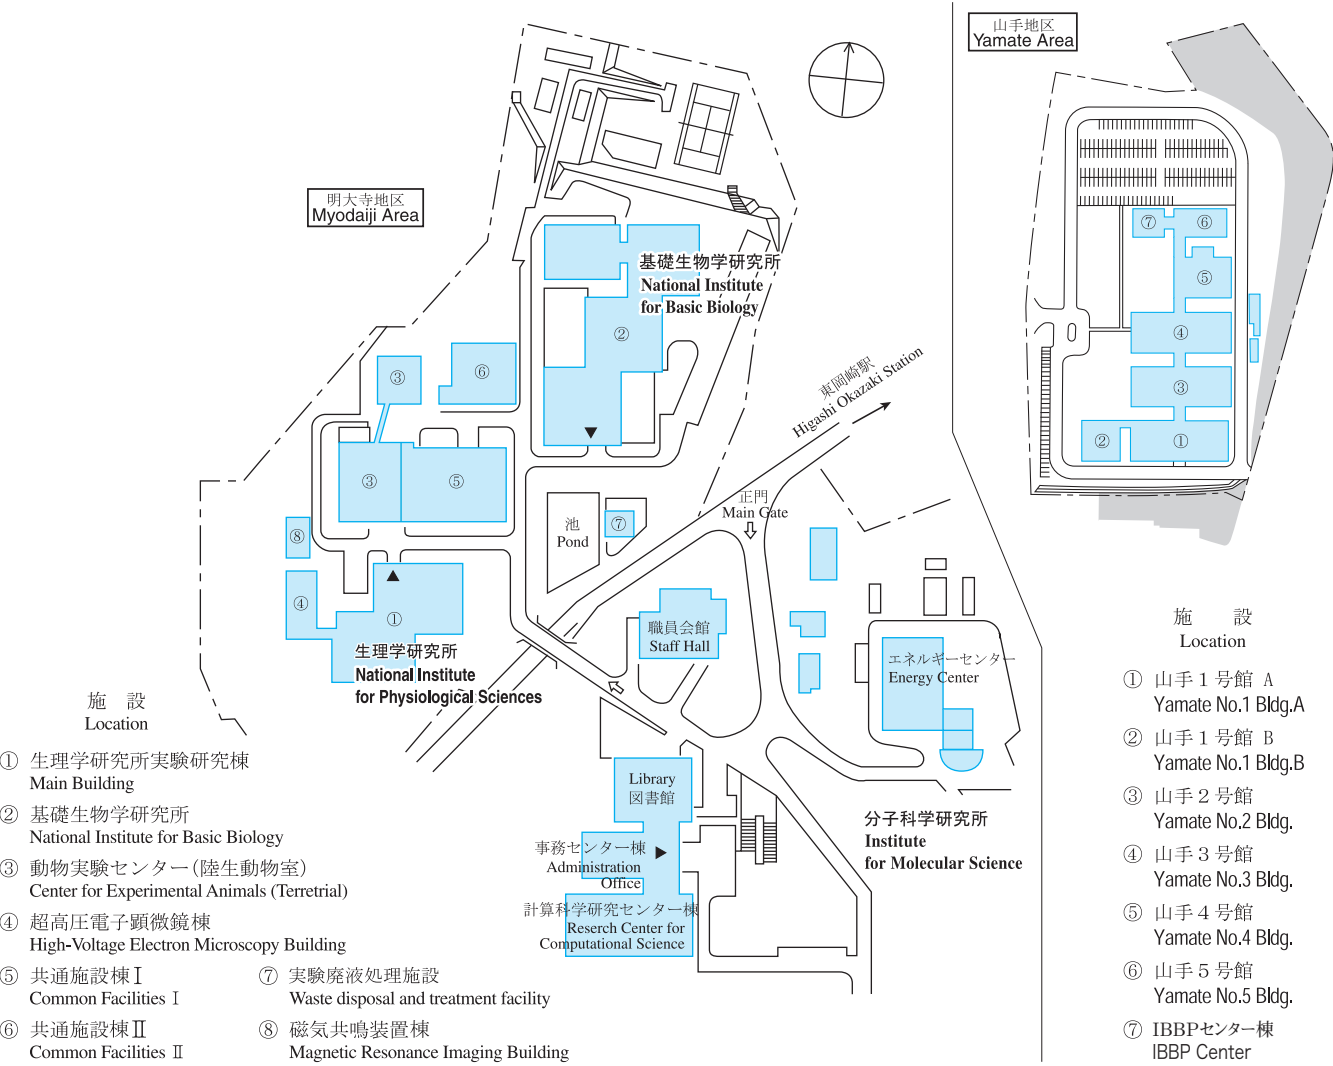 山手地区
Yamate Area
明大寺地区
Myodaiji Area
⑦
⑥
⑤
④
③
②
①
基礎生物学研究所
National Institute
for Basic Biology
②
③
⑥
③
⑤
⑧
④
①
東岡崎駅
Higashi Okazaki Station
正門
Main Gate
池
Pond
⑦
職員会館
Staff Hall
エネルギーセンター
Energy Center
生理学研究所
National Institute
for Physiological Sciences
Library
図書館
事務センター棟
Administration
Office
計算科学研究センター棟
Reserch Center for
Computational Science
分子科学研究所
Institute
for Molecular Science
施 設
Location
① 生理学研究所実験研究棟
Main Building
② 基礎生物学研究所
National Institute for Basic Biology
③ 動物実験センター(陸生動物室)
Center for Experimental Animals (Terretrial)
④ 超高圧電子顕微鏡棟
High-Voltage Electron Microscopy Building
⑤ 共通施設棟Ⅰ
Common Facilities Ⅰ
⑥ 共通施設棟Ⅱ
Common Facilities Ⅱ
⑦ 実験廃液処理施設
Waste disposal and treatment facility
⑧ 磁気共鳴装置棟
Magnetic Resonance Imaging Building
施 設
Location
① 山手1号館 A
Yamate No.1 Bldg.A
② 山手1号館 B
Yamate No.1 Bldg.B
③ 山手2号館
Yamate No.2 Bldg.
④ 山手3号館
Yamate No.3 Bldg.
⑤ 山手4号館
Yamate No.4 Bldg.
⑥ 山手5号館
Yamate No.5 Bldg.
⑦ IBBPセンター棟
IBBP Center